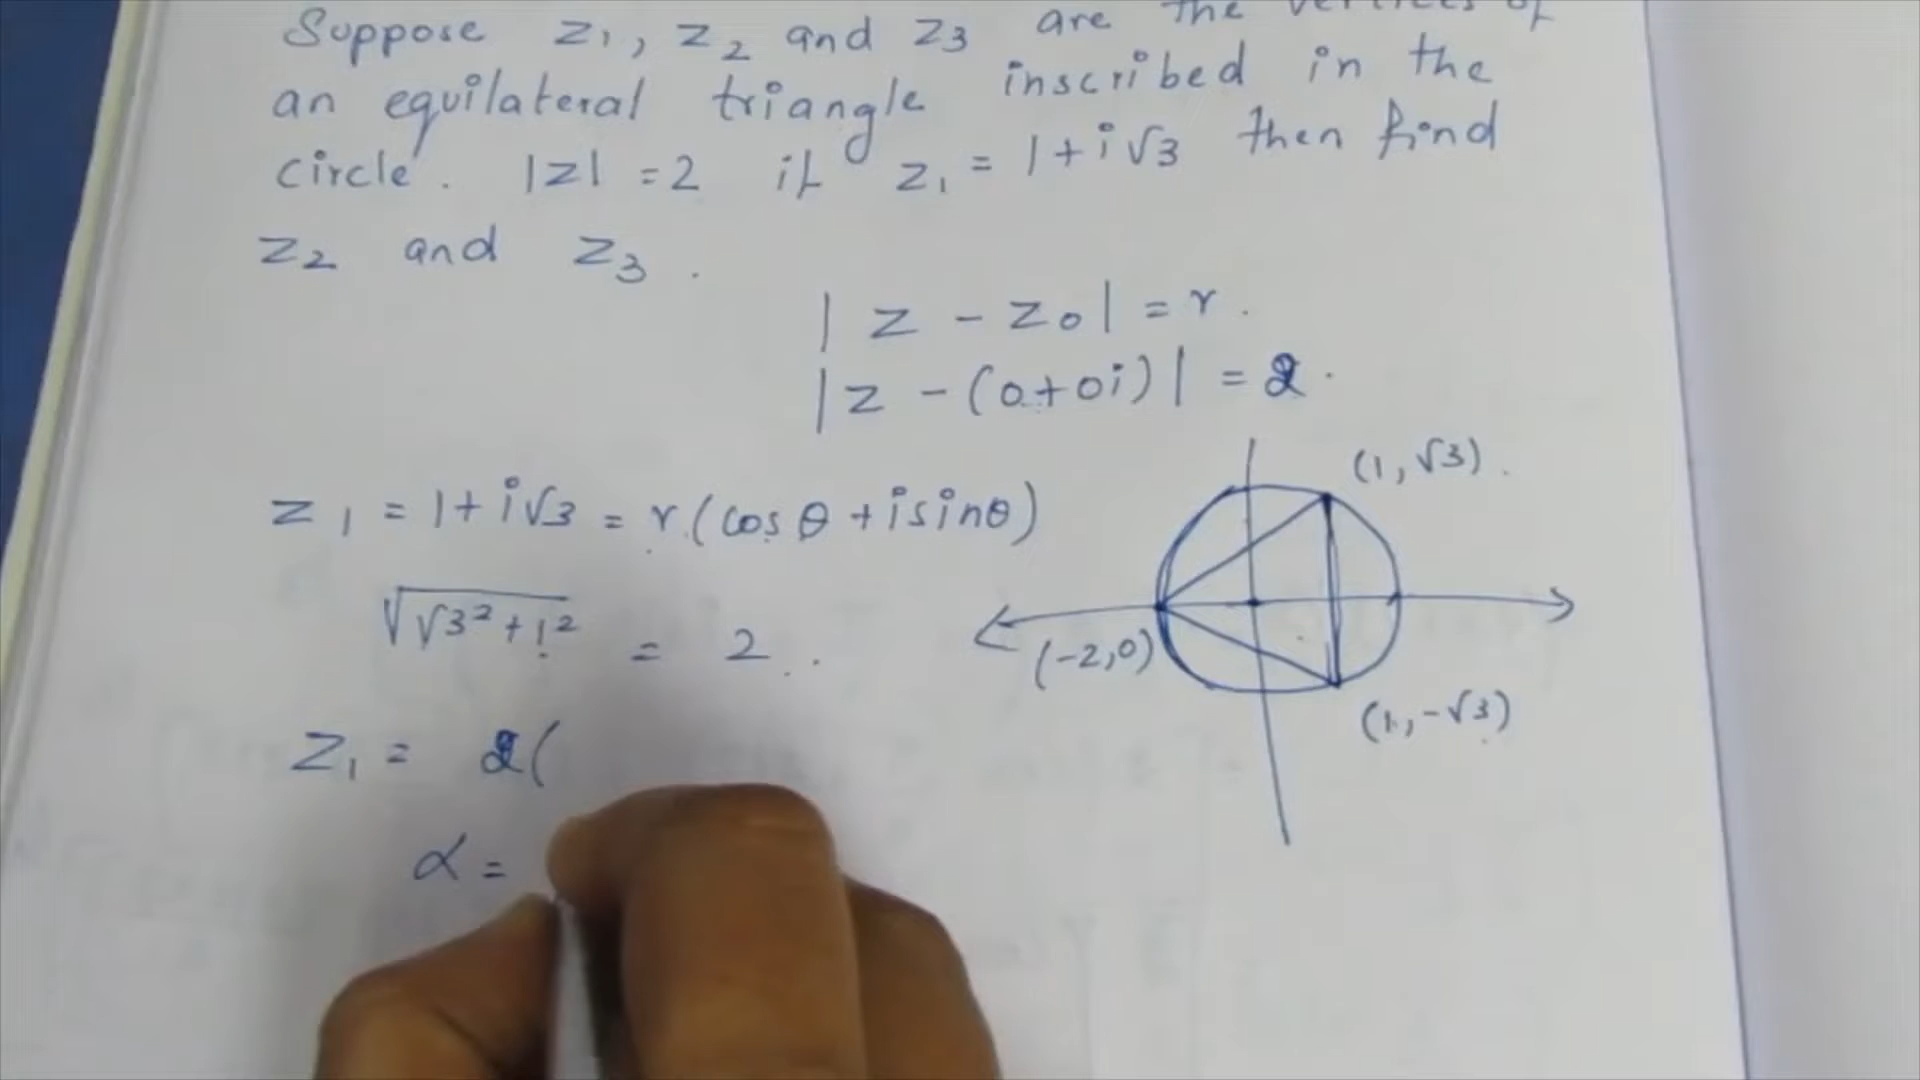 Suppose z₁, z₂ and z₃ are the vertices of
an equilateral triangle inscribed in the
circle. |z| = 2 if z₁ = 1+i√3 then find
z₂ and z₃.
|z - z₀| = r.
|z - (0+0i)| = 2.
(1, √3).
z₁ = 1+i√3 = r(cosθ + isinθ)
√(√3² + 1²) = 2.
(-2,0)
(1,-√3)
z₁ = 2(
α =